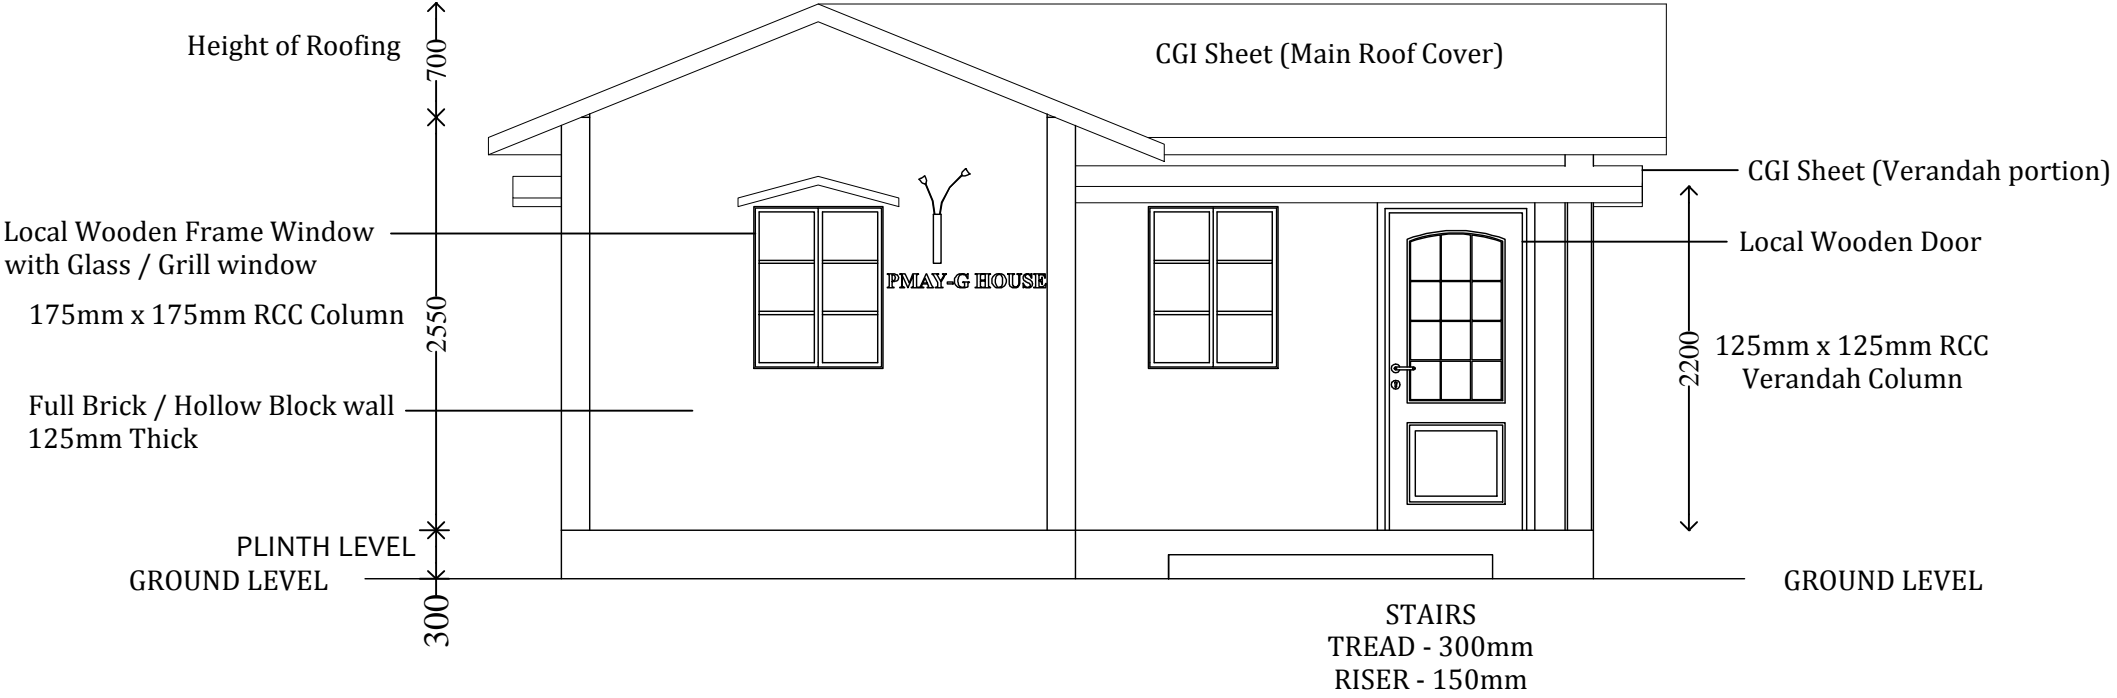 Height of Roofing
700
CGI Sheet (Main Roof Cover)
CGI Sheet (Verandah portion)
Local Wooden Frame Window
with Glass / Grill window
Local Wooden Door
PMAY-G HOUSE
175mm x 175mm RCC Column
2550
2200
125mm x 125mm RCC
Verandah Column
Full Brick / Hollow Block wall
125mm Thick
PLINTH LEVEL
GROUND LEVEL
GROUND LEVEL
300
STAIRS
TREAD - 300mm
RISER - 150mm